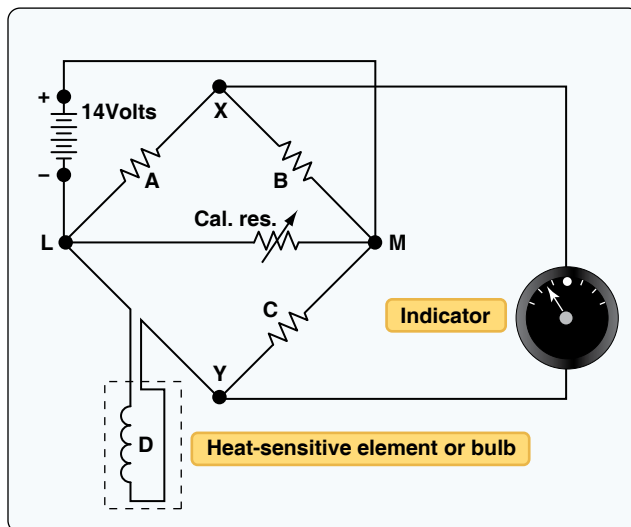 +
14Volts
−
X
A
B
Cal. res.
L
M
C
Indicator
Y
D
Heat-sensitive element or bulb